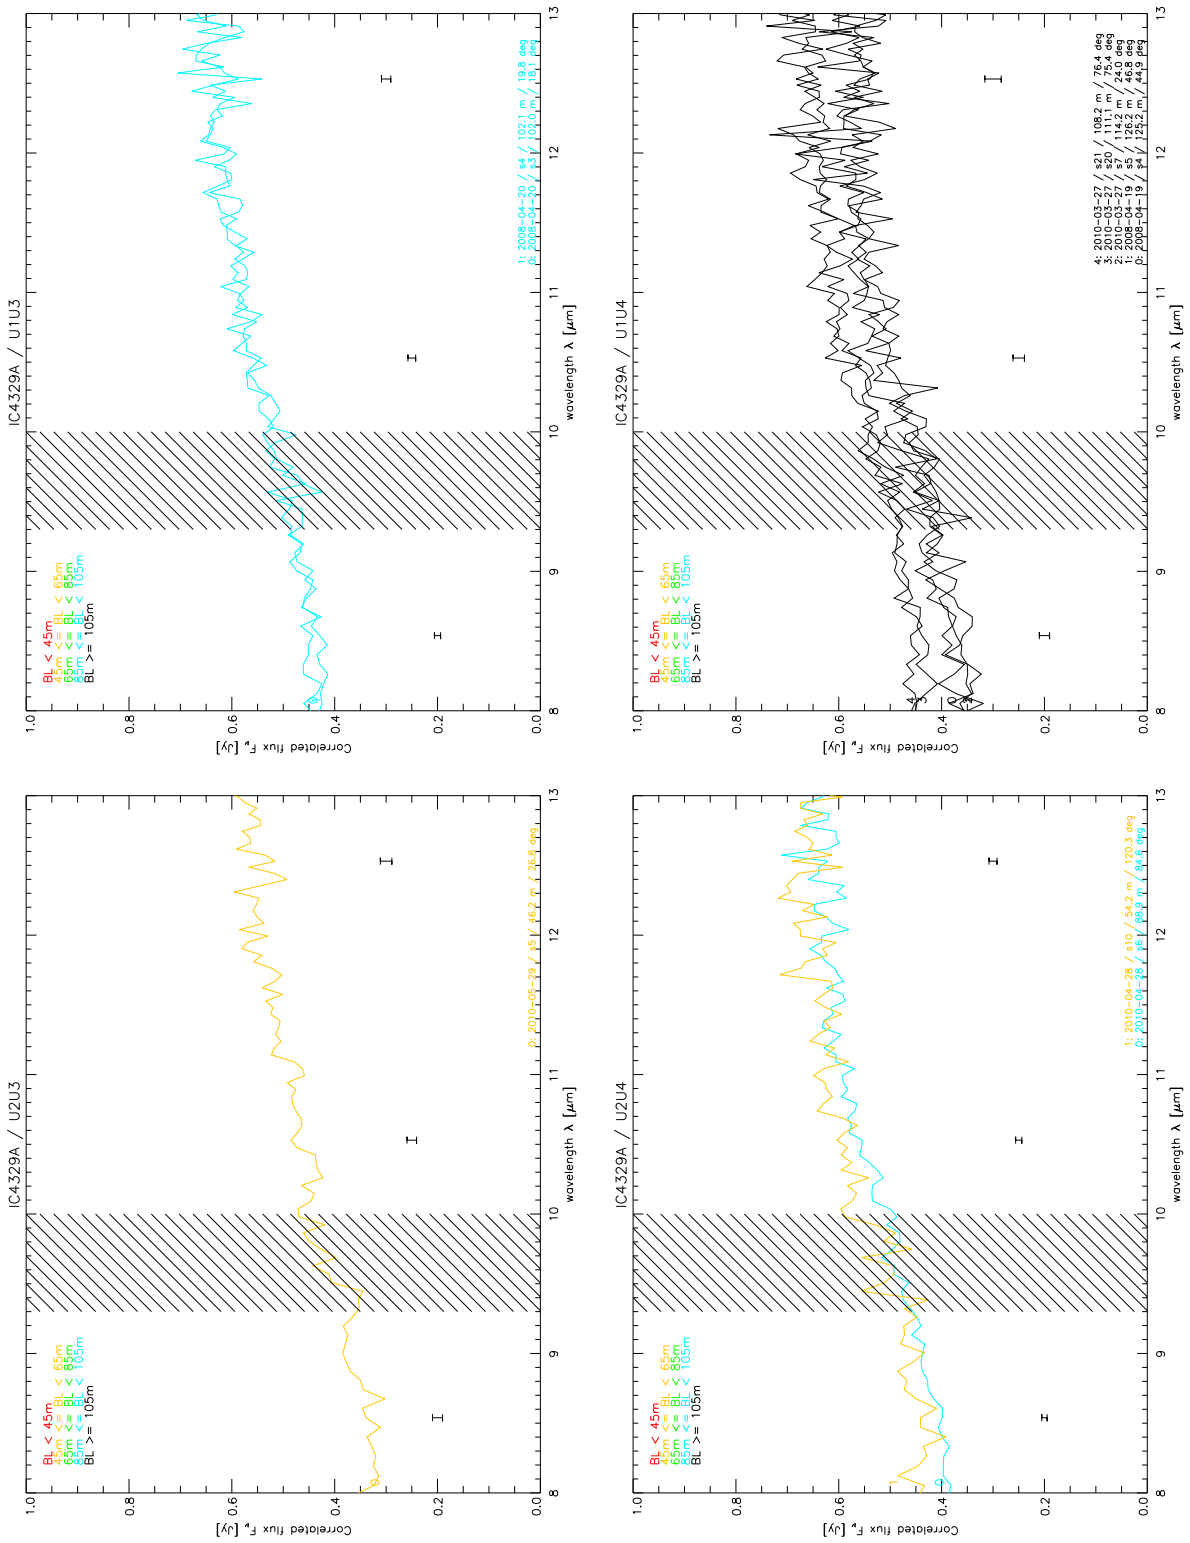 IC4329A / U2U3
BL < 45m
45m <= BL < 65m
65m <= BL < 85m
85m <= BL < 105m
BL >= 105m
Correlated flux Fν [Jy]
1.0
0.8
0.6
0.4
0.2
0.0
0
0: 2010-05-29 / s5 / 46.2 m / 26.8 deg
8 9 10 11 12 13
wavelength λ [μm]
IC4329A / U1U3
BL < 45m
45m <= BL < 65m
65m <= BL < 85m
85m <= BL < 105m
BL >= 105m
Correlated flux Fν [Jy]
1.0
0.8
0.6
0.4
0.2
0.0
1: 2008-04-20 / s4 / 102.1 m / 19.8 deg
0: 2008-04-20 / s3 / 102.0 m / 18.1 deg
8 9 10 11 12 13
wavelength λ [μm]
IC4329A / U2U4
BL < 45m
45m <= BL < 65m
65m <= BL < 85m
85m <= BL < 105m
BL >= 105m
Correlated flux Fν [Jy]
1.0
0.8
0.6
0.4
0.2
0.0
1
0
1: 2010-04-28 / s10 / 54.2 m / 120.3 deg
0: 2010-04-28 / s6 / 88.9 m / 84.6 deg
8 9 10 11 12 13
wavelength λ [μm]
IC4329A / U1U4
BL < 45m
45m <= BL < 65m
65m <= BL < 85m
85m <= BL < 105m
BL >= 105m
Correlated flux Fν [Jy]
1.0
0.8
0.6
0.4
0.2
0.0
4
3
0
4: 2010-03-27 / s21 / 108.2 m / 76.4 deg
3: 2010-03-27 / s20 / 111.1 m / 75.4 deg
2: 2010-03-27 / s7 / 114.2 m / 24.0 deg
1: 2008-04-19 / s5 / 126.2 m / 46.8 deg
0: 2008-04-19 / s4 / 125.2 m / 44.9 deg
8 9 10 11 12 13
wavelength λ [μm]